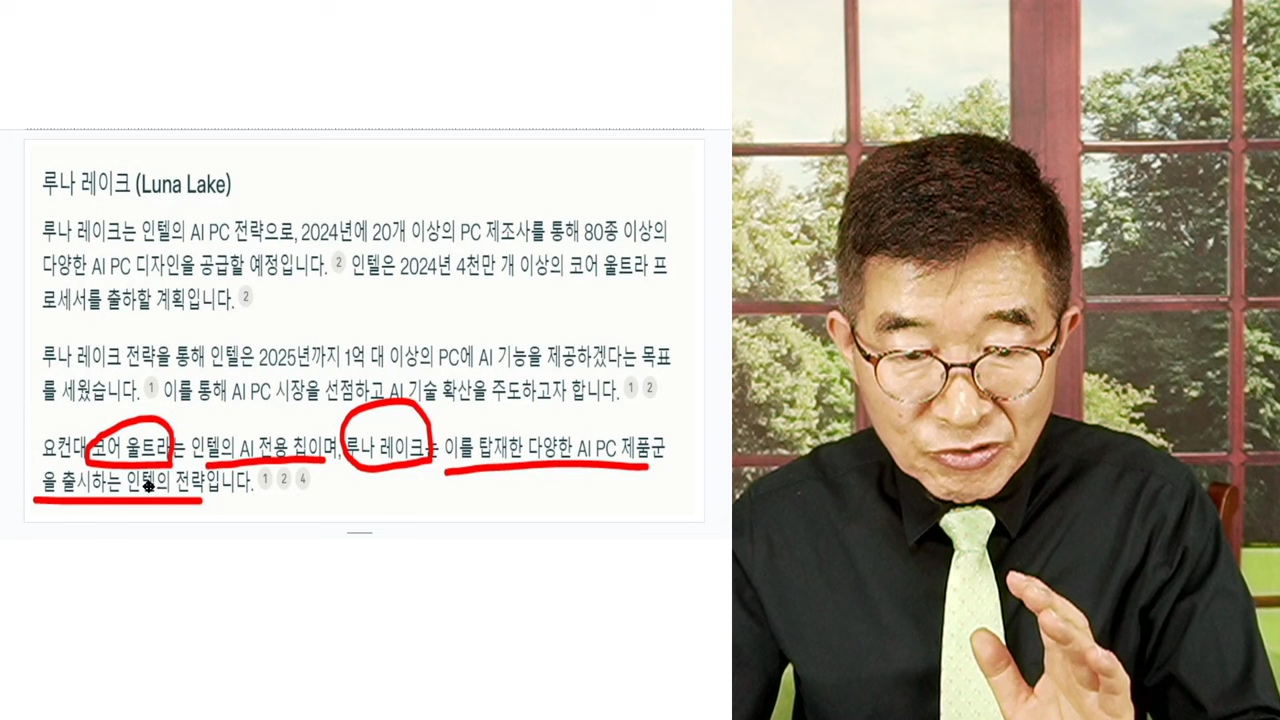 루나 레이크 (Luna Lake)
루나 레이크는 인텔의 AI PC 전략으로, 2024년에 20개 이상의 PC 제조사를 통해 80종 이상의
다양한 AI PC 디자인을 공급할 예정입니다. 2 인텔은 2024년 4천만 개 이상의 코어 울트라 프
로세서를 출하할 계획입니다. 2
루나 레이크 전략을 통해 인텔은 2025년까지 1억 대 이상의 PC에 AI 기능을 제공하겠다는 목표
를 세웠습니다. 1 이를 통해 AI PC 시장을 선점하고 AI 기술 확산을 주도하고자 합니다. 1 2
요컨대 코어 울트라는 인텔의 AI 전용 칩이며, 루나 레이크는 이를 탑재한 다양한 AI PC 제품군
을 출시하는 인텔의 전략입니다. 1 2 4